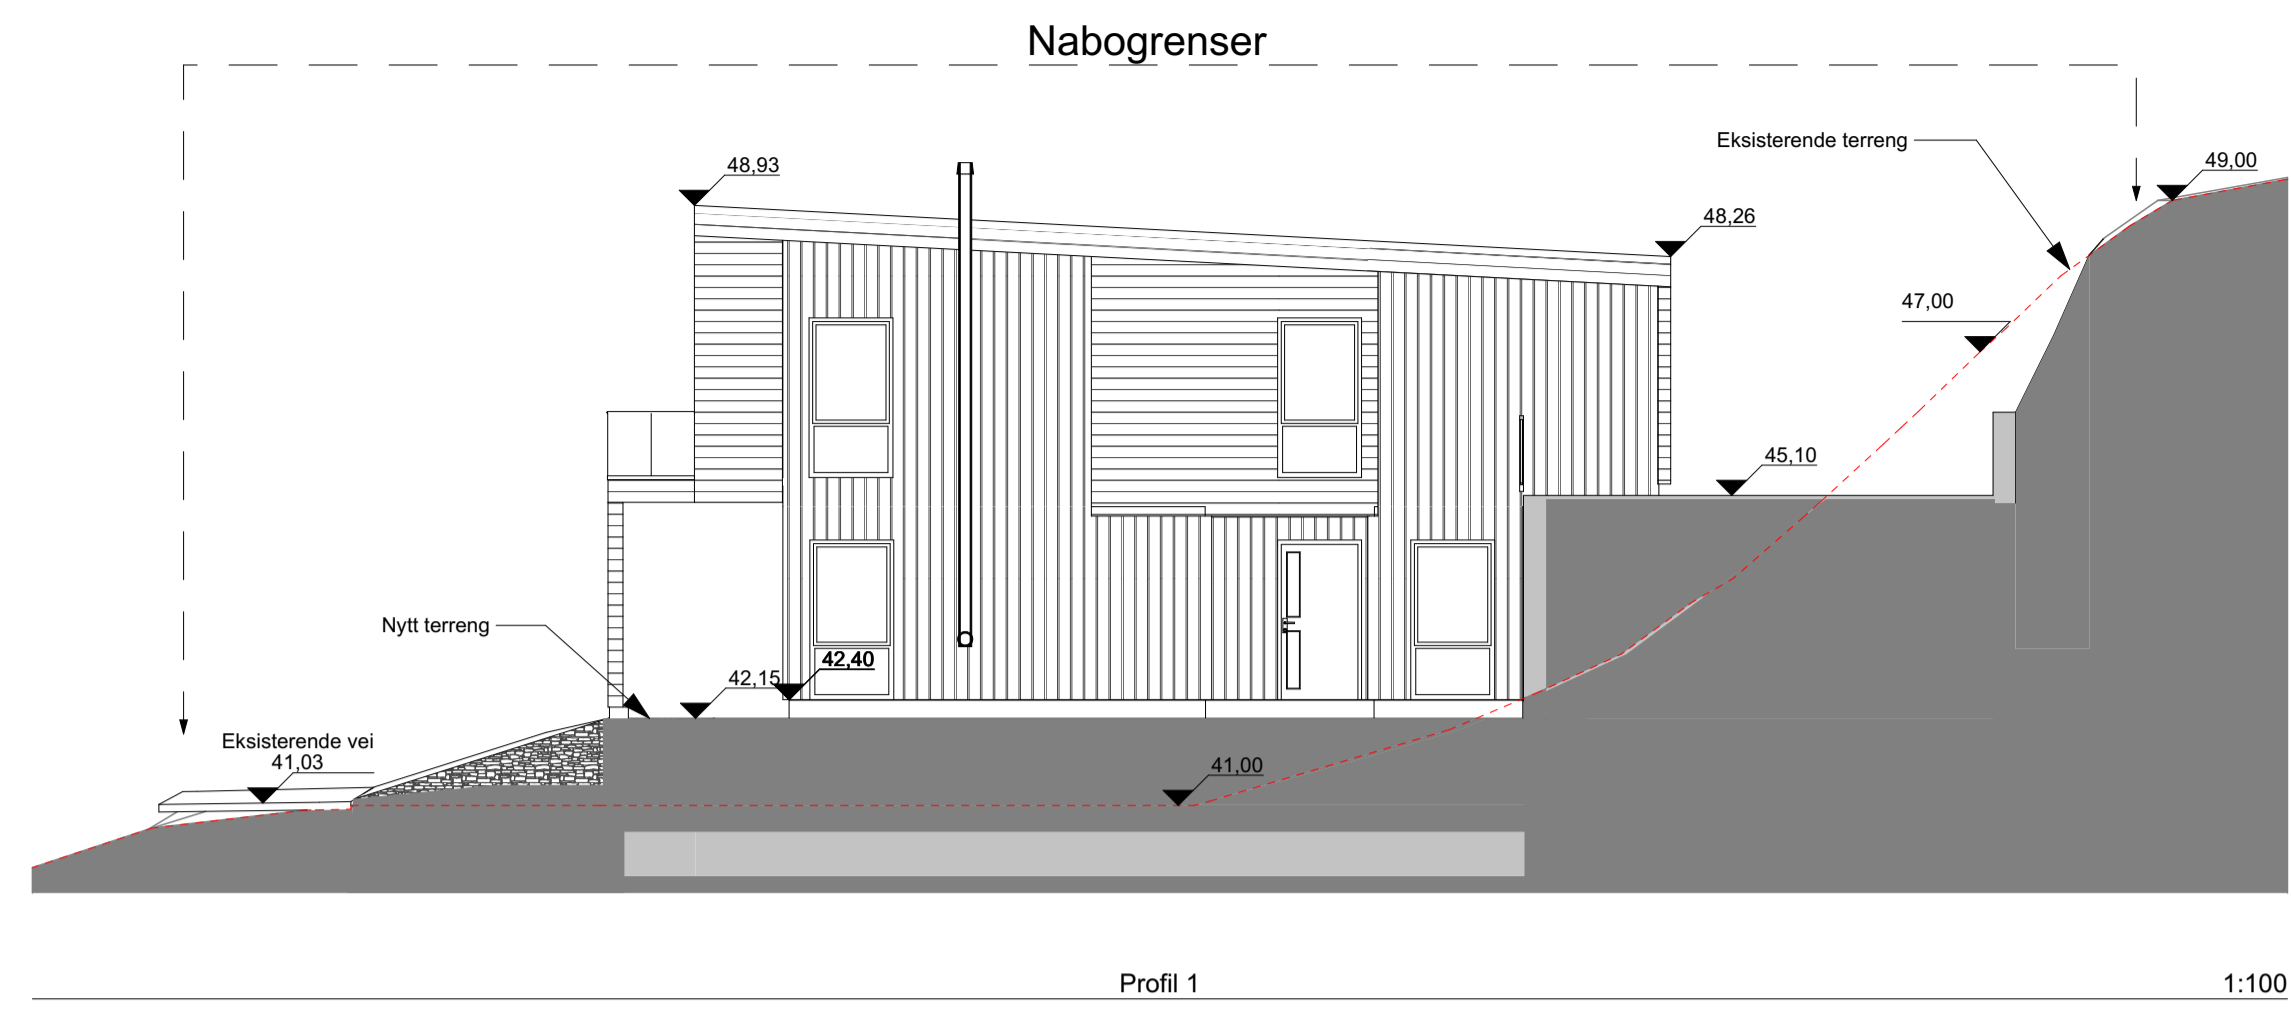 Nabogrenser
Eksisterende terreng
49,00
48,93
48,26
47,00
45,10
Nytt terreng
42,40
42,15
Eksisterende vei
41,03
41,00
Profil 1
1:100